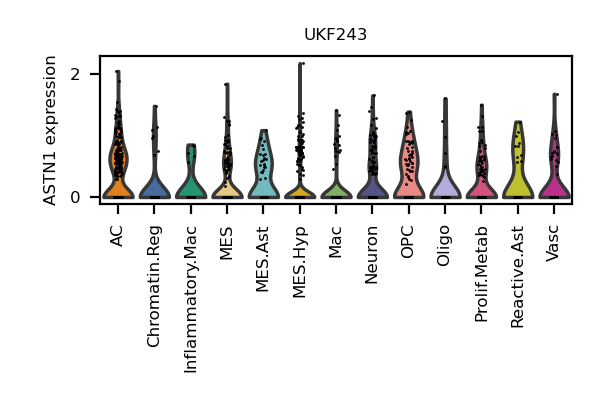 UKF243
ASTN1 expression
2
0
AC
Chromatin.Reg
Inflammatory.Mac
MES
MES.Ast
MES.Hyp
Mac
Neuron
OPC
Oligo
Prolif.Metab
Reactive.Ast
Vasc